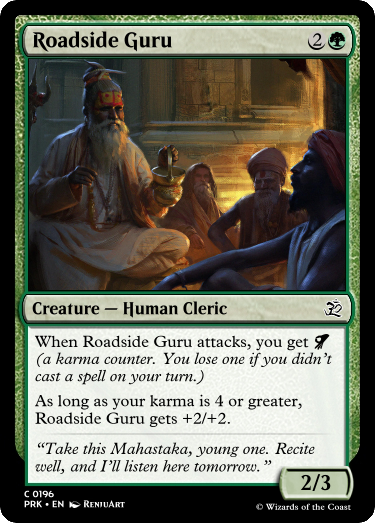 Roadside Guru 2
Creature — Human Cleric
When Roadside Guru attacks, you get
(a karma counter. You lose one if you didn't
cast a spell on your turn.)
As long as your karma is 4 or greater,
Roadside Guru gets +2/+2.
"Take this Mahastaka, young one. Recite
well, and I'll listen here tomorrow."
2/3
C 0196
PRK • EN RENJUART
© Wizards of the Coast